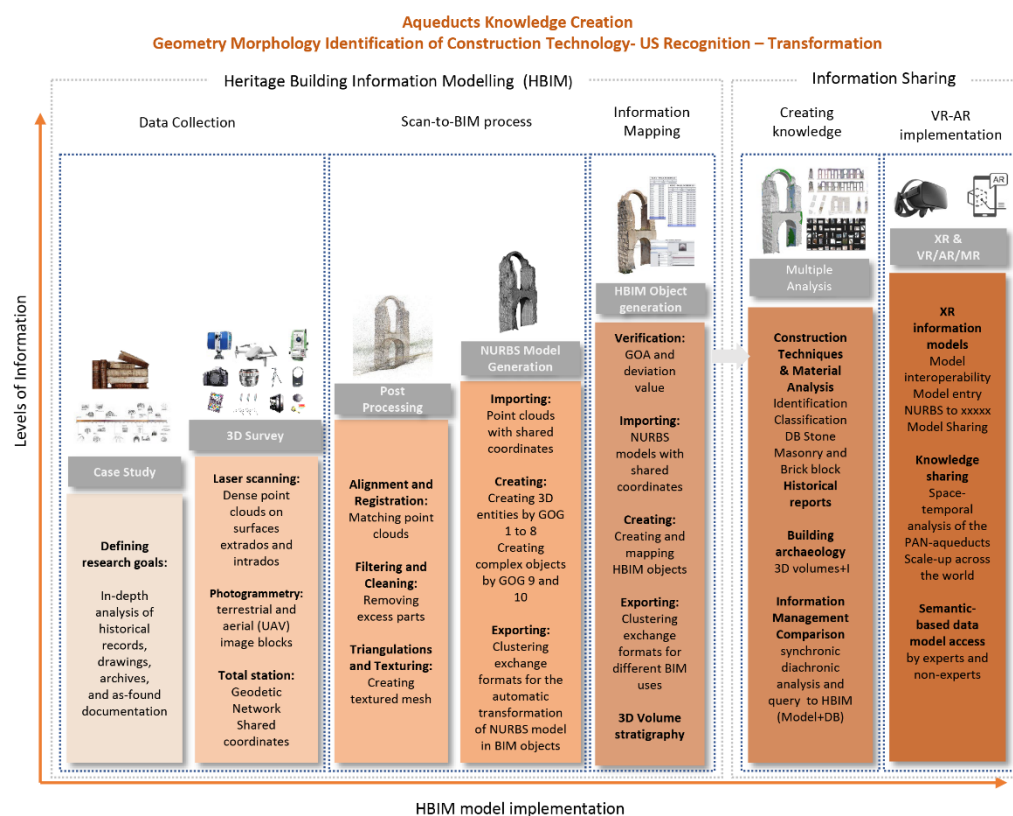 Aqueducts Knowledge Creation
Geometry Morphology Identification of Construction Technology- US Recognition – Transformation
Heritage Building Information Modelling (HBIM)
Information Sharing
Data Collection
Scan-to-BIM process
Information
Mapping
Creating
knowledge
VR-AR
implementation
Levels of Information
Case Study
Defining
research goals:
In-depth
analysis of
historical
records,
drawings,
archives,
and as-found
documentation
3D Survey
Laser scanning:
Dense point
clouds on
surfaces
extrados and
intrados
Photogrammetry:
terrestrial and
aerial (UAV)
image blocks
Total station:
Geodetic
Network
Shared
coordinates
Post
Processing
Alignment and
Registration:
Matching point
clouds
Filtering and
Cleaning:
Removing
excess parts
Triangulations
and Texturing:
Creating
textured mesh
NURBS Model
Generation
Importing:
Point clouds
with shared
coordinates
Creating:
Creating 3D
entities by GOG
1 to 8
Creating
complex objects
by GOG 9 and
10
Exporting:
Clustering
exchange
formats for the
automatic
transformation
of NURBS model
in BIM objects
HBIM Object
generation
Verification:
GOA and
deviation
value
Importing:
NURBS
models with
shared
coordinates
Creating:
Creating and
mapping
HBIM objects
Exporting:
Clustering
exchange
formats for
different BIM
uses
3D Volume
stratigraphy
Multiple
Analysis
Construction
Techniques
& Material
Analysis
Identification
Classification
DB Stone
Masonry and
Brick block
Historical
reports
Building
archaeology
3D volumes+I
Information
Management
Comparison
synchronic
diachronic
analysis and
query to HBIM
(Model+DB)
AR
XR &
VR/AR/MR
XR
information
models
Model
interoperability
Model entry
NURBS to xxxxx
Model Sharing
Knowledge
sharing
Space-
temporal
analysis of the
PAN-aqueducts
Scale-up across
the world
Semantic-
based data
model access
by experts and
non-experts
HBIM model implementation